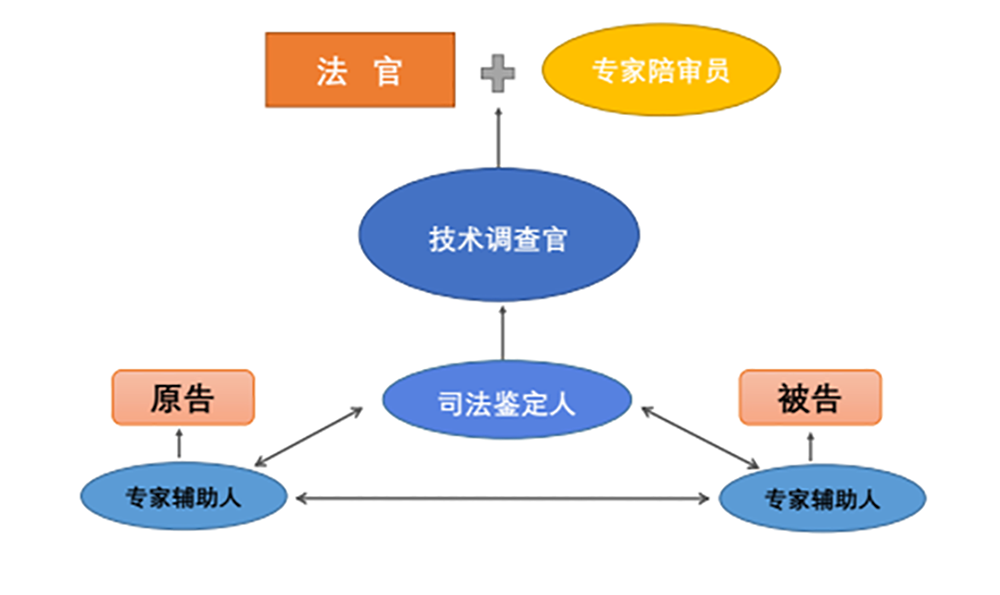 法 官
专家陪审员
技术调查官
司法鉴定人
原告
被告
专家辅助人
专家辅助人